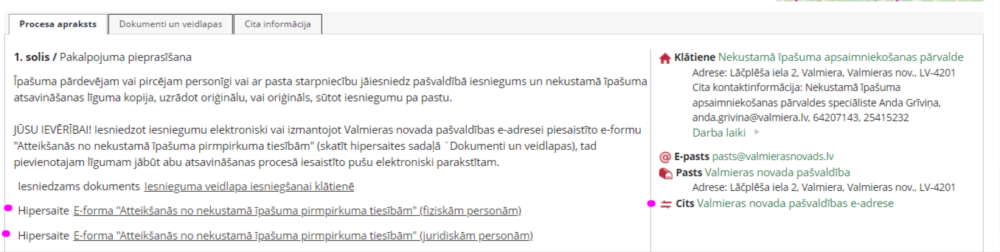 Procesa apraksts
Dokumenti un veidlapas
Cita informācija
1. solis / Pakalpojuma pieprasīšana
Īpašuma pārdevējam vai pircējam personīgi vai ar pasta starpniecību jāiesniedz pašvaldībā iesniegums un nekustamā īpašuma
atsavināšanas līguma kopija, uzrādot oriģinālu, vai oriģināls, sūtot iesniegumu pa pastu.
JŪSU IEVĒRĪBAI! Iesniedzot iesniegumu elektroniski vai izmantojot Valmieras novada pašvaldības e-adresei piesaistīto e-formu
"Atteikšanās no nekustamā īpašuma pirmpirkuma tiesībām" (skatīt hipersaites sadaļā `Dokumenti un veidlapas), tad
pievienotajam līgumam jābūt abu atsavināšanas procesā iesaistīto pušu elektroniski parakstītam.
Iesniedzams dokuments Iesnieguma veidlapa iesniegšanai klātienē
Hipersaite E-forma "Atteikšanās no nekustamā īpašuma pirmpirkuma tiesībām" (fiziskām personām)
Hipersaite E-forma "Atteikšanās no nekustamā īpašuma pirmpirkuma tiesībām" (juridiskām personām)
Klātiene Nekustamā īpašuma apsaimniekošanas pārvalde
Adrese: Lāčplēša iela 2, Valmiera, Valmieras nov., LV-4201
Cita kontaktinformācija: Nekustamā īpašuma
apsaimniekošanas pārvaldes speciāliste Anda Grīviņa,
anda.grivina@valmiera.lv, 64207143, 25415232
Darba laiki
E-pasts pasts@valmierasnovads.lv
Pasts Valmieras novada pašvaldība
Adrese: Lāčplēša iela 2, Valmiera, Valmieras nov., LV-4201
Cits Valmieras novada pašvaldības e-adrese